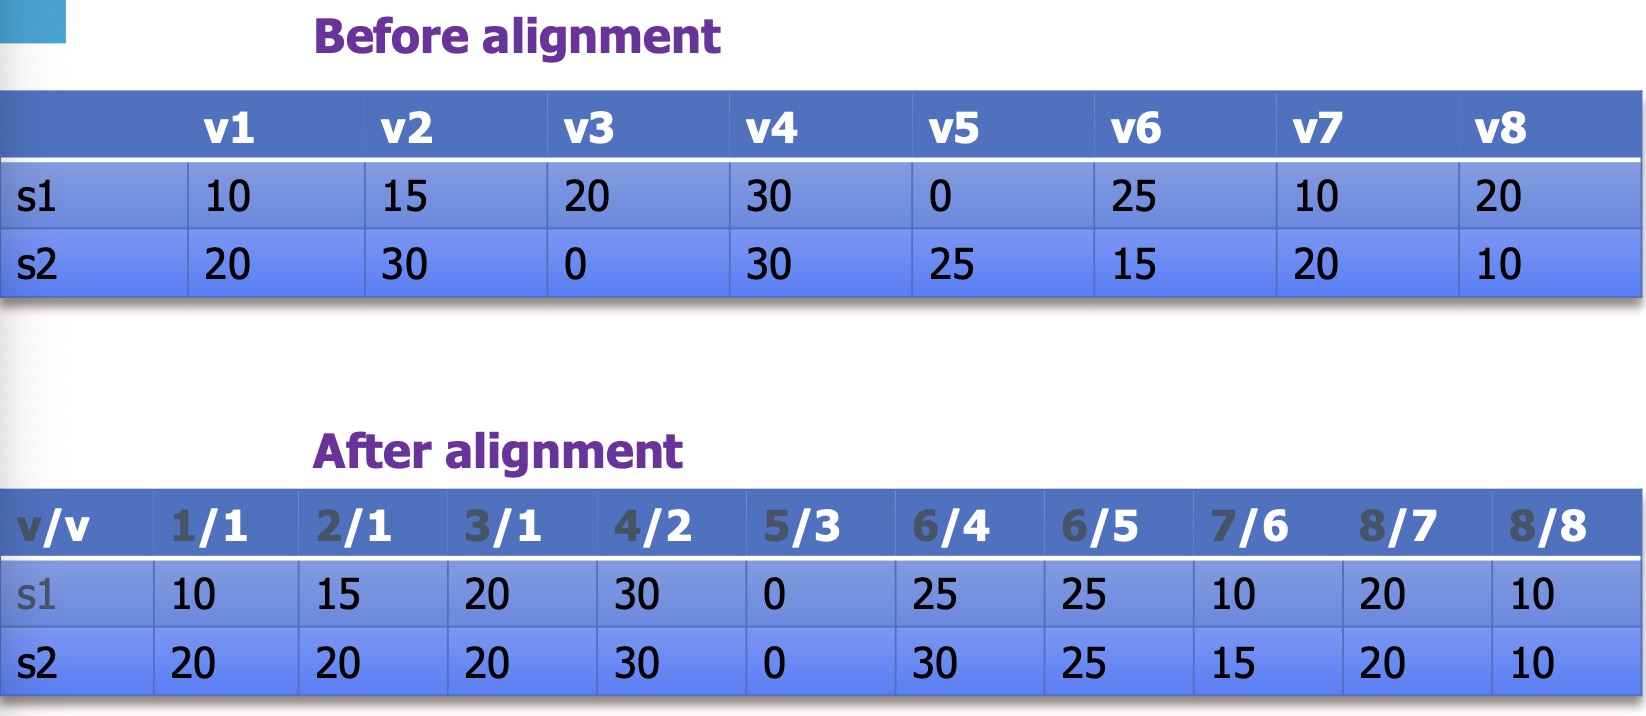 Before alignment
v1 v2 v3 v4 v5 v6 v7 v8
s1 10 15 20 30 0 25 10 20
s2 20 30 0 30 25 15 20 10
After alignment
v/v 1/1 2/1 3/1 4/2 5/3 6/4 6/5 7/6 8/7 8/8
s1 10 15 20 30 0 25 25 10 20 10
s2 20 20 20 30 0 30 25 15 20 10